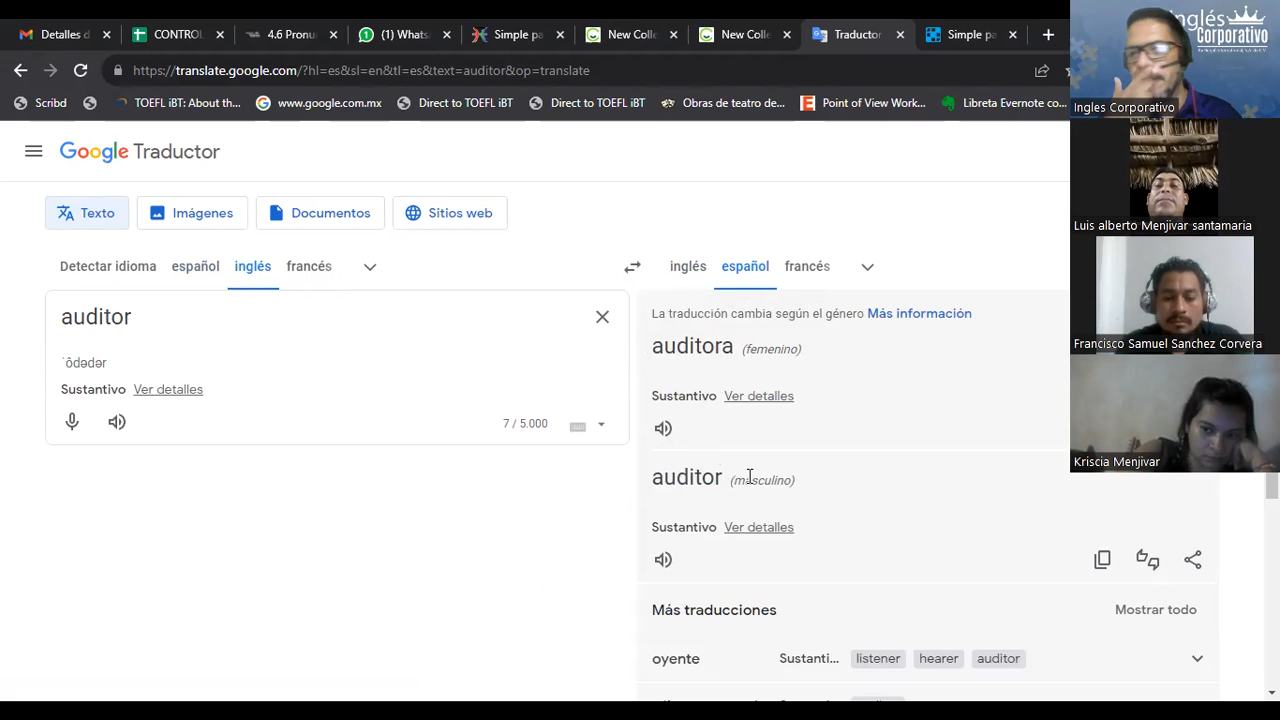 Detalles d
CONTROL
4.6 Pronu
(1) Whats
Simple pa
New Colle
New Colle
Traductor
Simple pa
https://translate.google.com/?hl=es&sl=en&tl=es&text=auditor&op=translate
Scribd
TOEFL iBT: About th...
www.google.com.mx
Direct to TOEFL iBT
Direct to TOEFL iBT
Obras de teatro de...
Point of View Work...
Libreta Evernote co...
Google Traductor
Texto
Imágenes
Documentos
Sitios web
Detectar idioma
español
inglés
francés
inglés
español
francés
auditor
ˈôdədər
Sustantivo Ver detalles
7 / 5.000
La traducción cambia según el género Más información
auditora (femenino)
Sustantivo Ver detalles
auditor (masculino)
Sustantivo Ver detalles
Más traducciones
Mostrar todo
oyente
Sustanti...
listener
hearer
auditor
inglés
Corporativo
Ingles Corporativo
Luis alberto Menjivar santamaria
Francisco Samuel Sanchez Corvera
Kriscia Menjivar